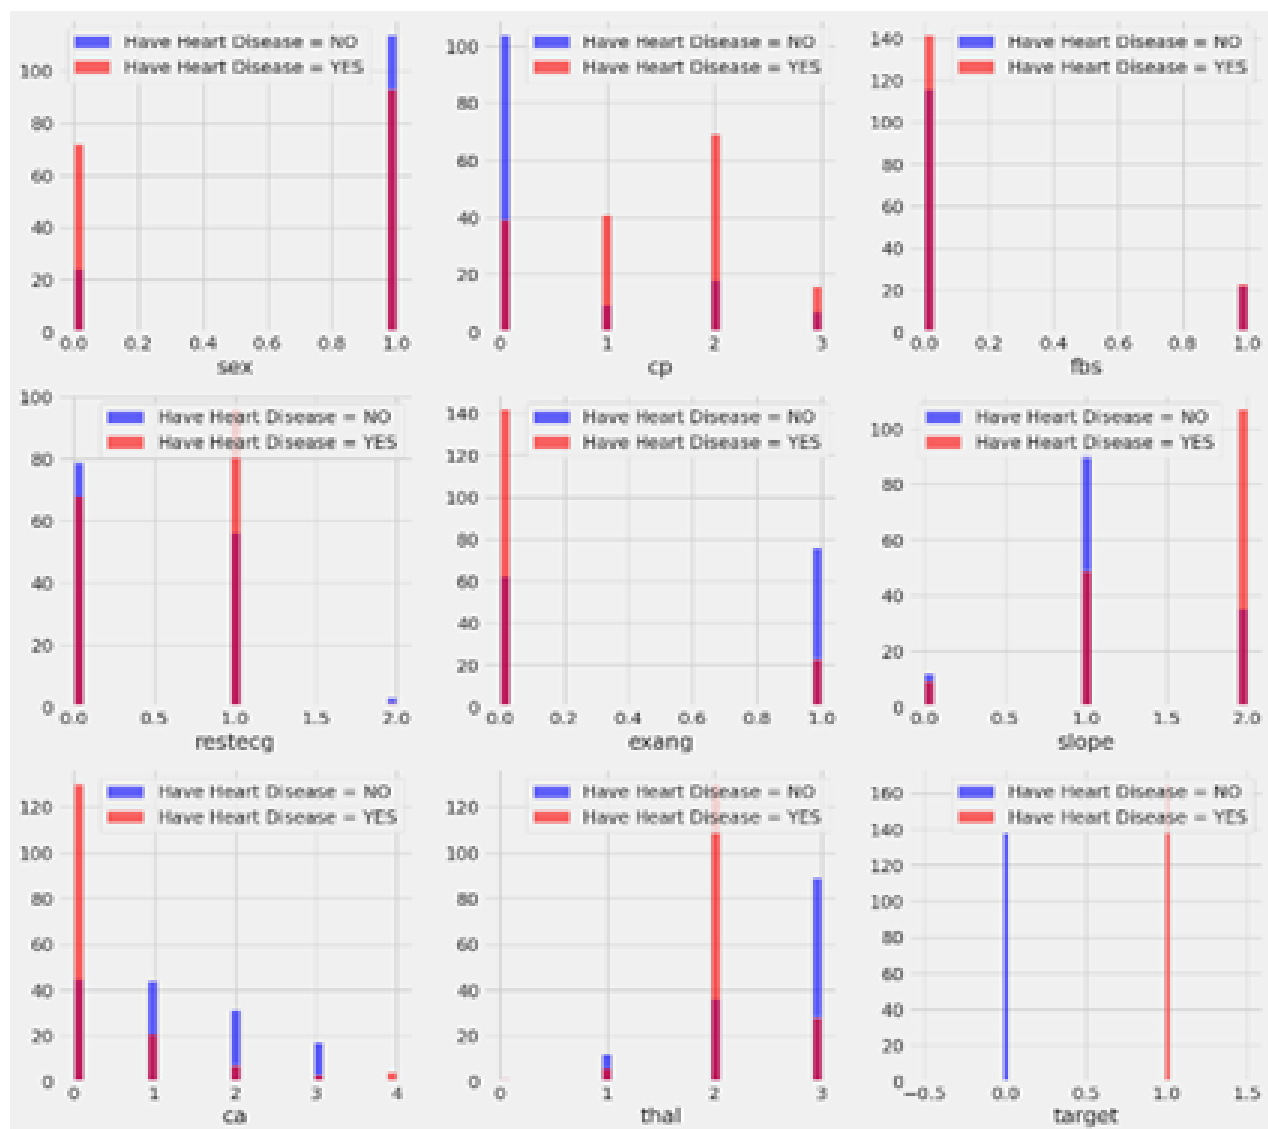 Have Heart Disease = NO
Have Heart Disease = YES
100
80
60
40
20
0
0.0 0.2 0.4 0.6 0.8 1.0
sex
Have Heart Disease = NO
Have Heart Disease = YES
100
80
60
40
20
0
0 1 2 3
cp
Have Heart Disease = NO
Have Heart Disease = YES
140
120
100
80
60
40
20
0
0.0 0.2 0.4 0.6 0.8 1.0
fbs
Have Heart Disease = NO
Have Heart Disease = YES
100
80
60
40
20
0
0.0 0.5 1.0 1.5 2.0
restecg
Have Heart Disease = NO
Have Heart Disease = YES
140
120
100
80
60
40
20
0
0.0 0.2 0.4 0.6 0.8 1.0
exang
Have Heart Disease = NO
Have Heart Disease = YES
100
80
60
40
20
0
0.0 0.5 1.0 1.5 2.0
slope
Have Heart Disease = NO
Have Heart Disease = YES
120
100
80
60
40
20
0
0 1 2 3 4
ca
Have Heart Disease = NO
Have Heart Disease = YES
120
100
80
60
40
20
0
0 1 2 3
thal
Have Heart Disease = NO
Have Heart Disease = YES
160
140
120
100
80
60
40
20
0
−0.5 0.0 0.5 1.0 1.5
target